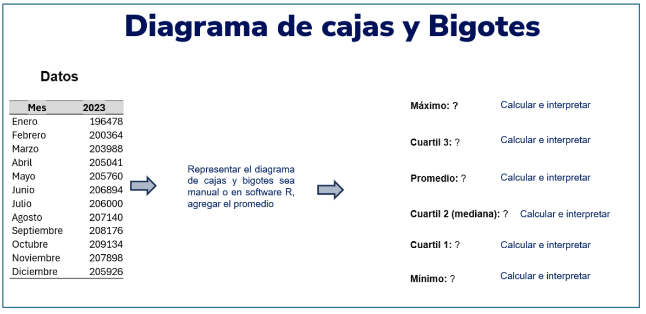 Diagrama de cajas y Bigotes
Datos
Mes 2023
Enero 196478
Febrero 200364
Marzo 203988
Abril 205041
Mayo 205760
Junio 206894
Julio 206000
Agosto 207140
Septiembre 208176
Octubre 209134
Noviembre 207898
Diciembre 205926
Representar el diagrama
de cajas y bigotes sea
manual o en software R,
agregar el promedio
Máximo: ? Calcular e interpretar
Cuartil 3: ? Calcular e interpretar
Promedio: ? Calcular e interpretar
Cuartil 2 (mediana): ? Calcular e interpretar
Cuartil 1: ? Calcular e interpretar
Mínimo: ? Calcular e interpretar